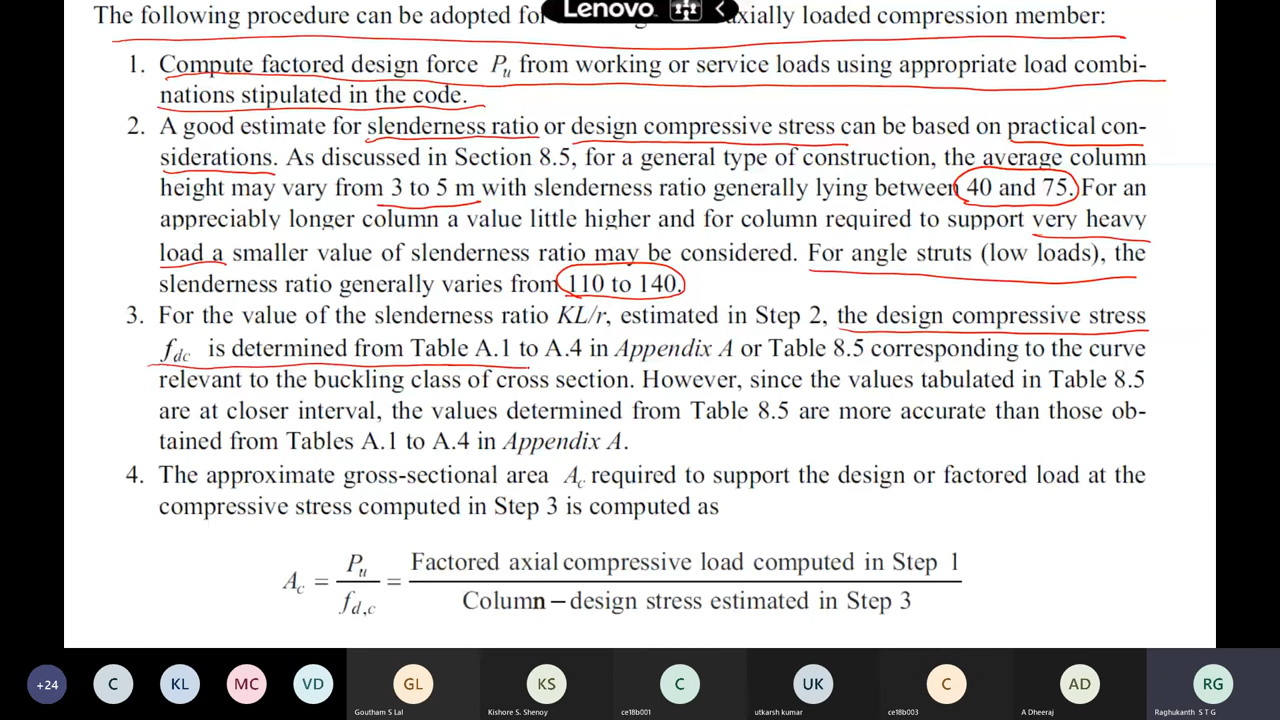 The following procedure can be adopted for axially loaded compression member:
Lenovo
1. Compute factored design force Pu from working or service loads using appropriate load combi-
nations stipulated in the code.
2. A good estimate for slenderness ratio or design compressive stress can be based on practical con-
siderations. As discussed in Section 8.5, for a general type of construction, the average column
height may vary from 3 to 5 m with slenderness ratio generally lying between 40 and 75. For an
appreciably longer column a value little higher and for column required to support very heavy
load a smaller value of slenderness ratio may be considered. For angle struts (low loads), the
slenderness ratio generally varies from 110 to 140.
3. For the value of the slenderness ratio KL/r, estimated in Step 2, the design compressive stress
fdc is determined from Table A.1 to A.4 in Appendix A or Table 8.5 corresponding to the curve
relevant to the buckling class of cross section. However, since the values tabulated in Table 8.5
are at closer interval, the values determined from Table 8.5 are more accurate than those ob-
tained from Tables A.1 to A.4 in Appendix A.
4. The approximate gross-sectional area Ac required to support the design or factored load at the
compressive stress computed in Step 3 is computed as
Ac = Pu / fd,c = Factored axial compressive load computed in Step 1 / Column – design stress estimated in Step 3
+24 C KL MC VD GL KS C UK C AD RG
Goutham S Lal Kishore S. Shenoy ce18b001 utkarsh kumar ce18b003 A Dheeraj Raghukanth S T G